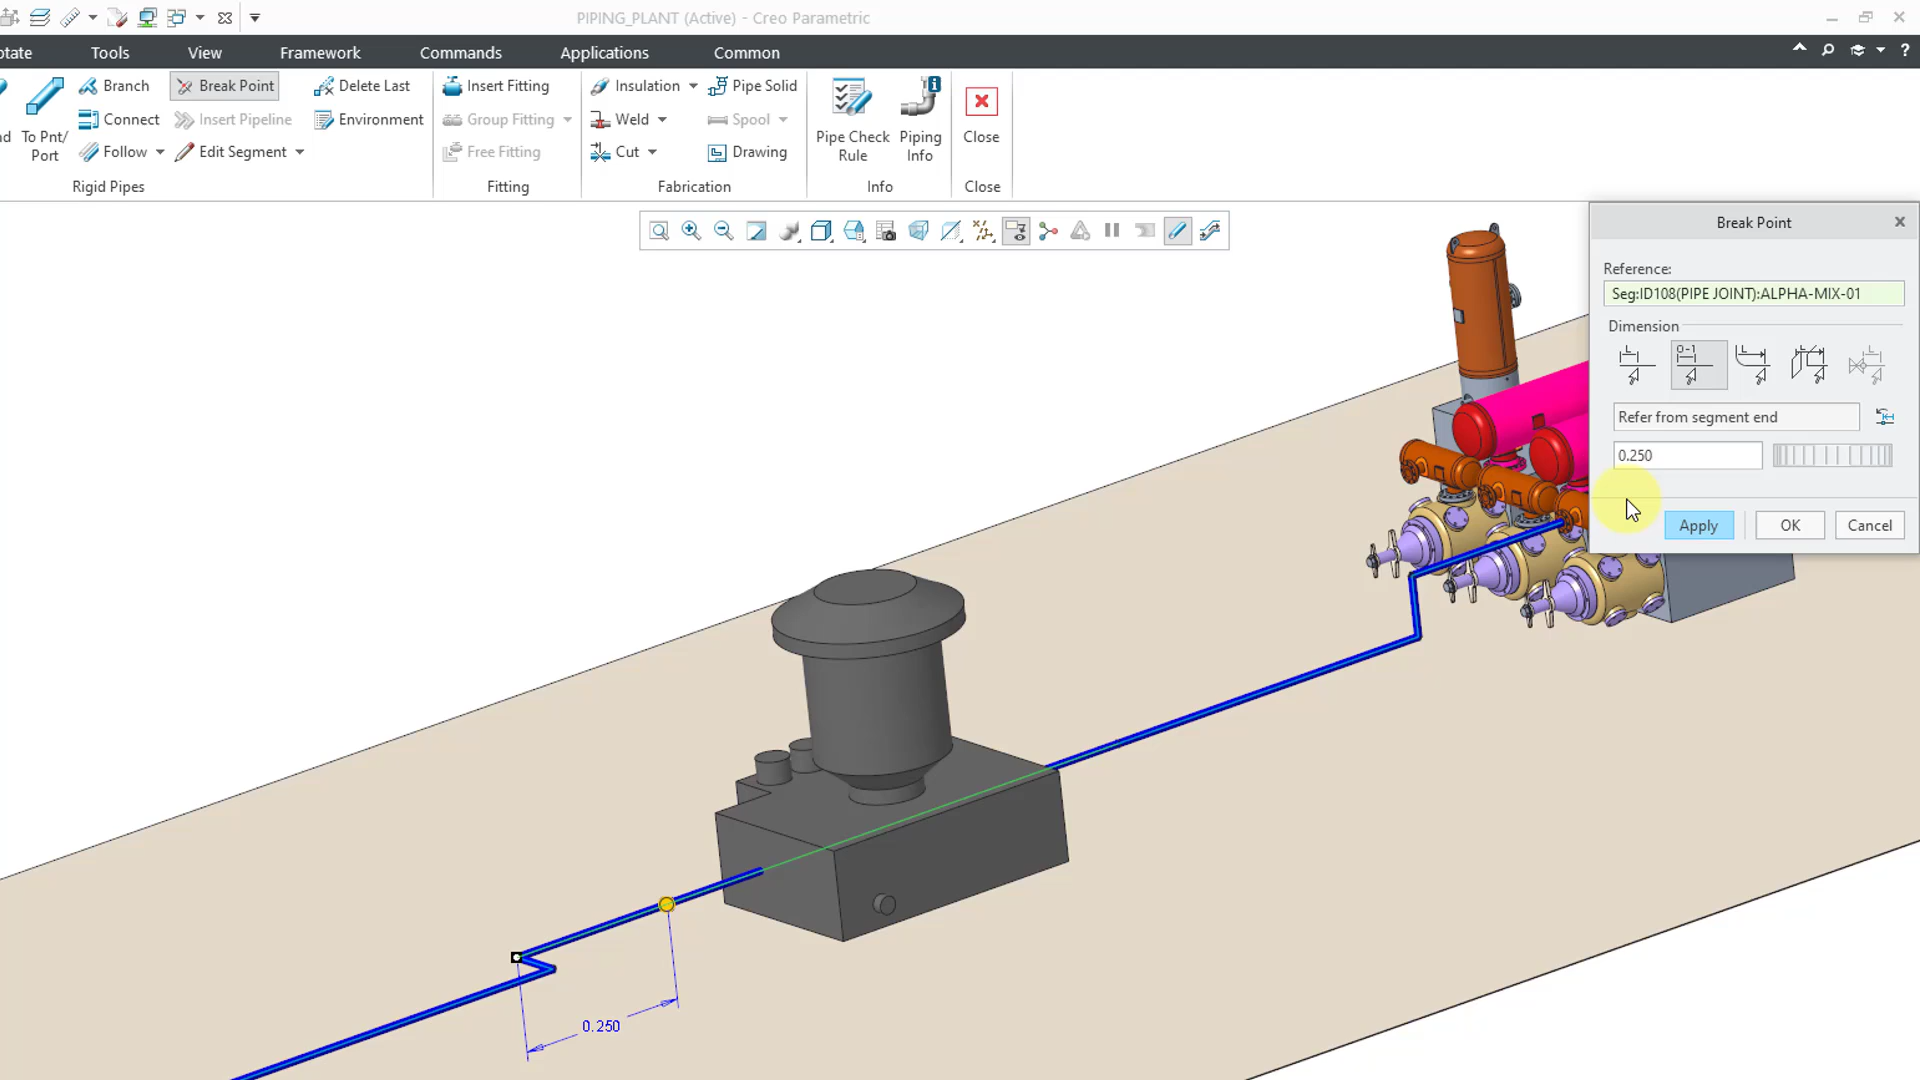 PIPING_PLANT (Active) - Creo Parametric
otate Tools View Framework Commands Applications Common
Branch Break Point Delete Last Insert Fitting Insulation Pipe Solid
nd To Pnt/ Port Connect Insert Pipeline Environment Group Fitting Weld Spool Pipe Check Rule Piping Info Close
Follow Edit Segment Free Fitting Cut Drawing
Rigid Pipes Fitting Fabrication Info Close
Break Point
Reference:
Seg:ID108(PIPE JOINT):ALPHA-MIX-01
Dimension
L 0-1 L L L
Refer from segment end
0.250
Apply OK Cancel
0.250